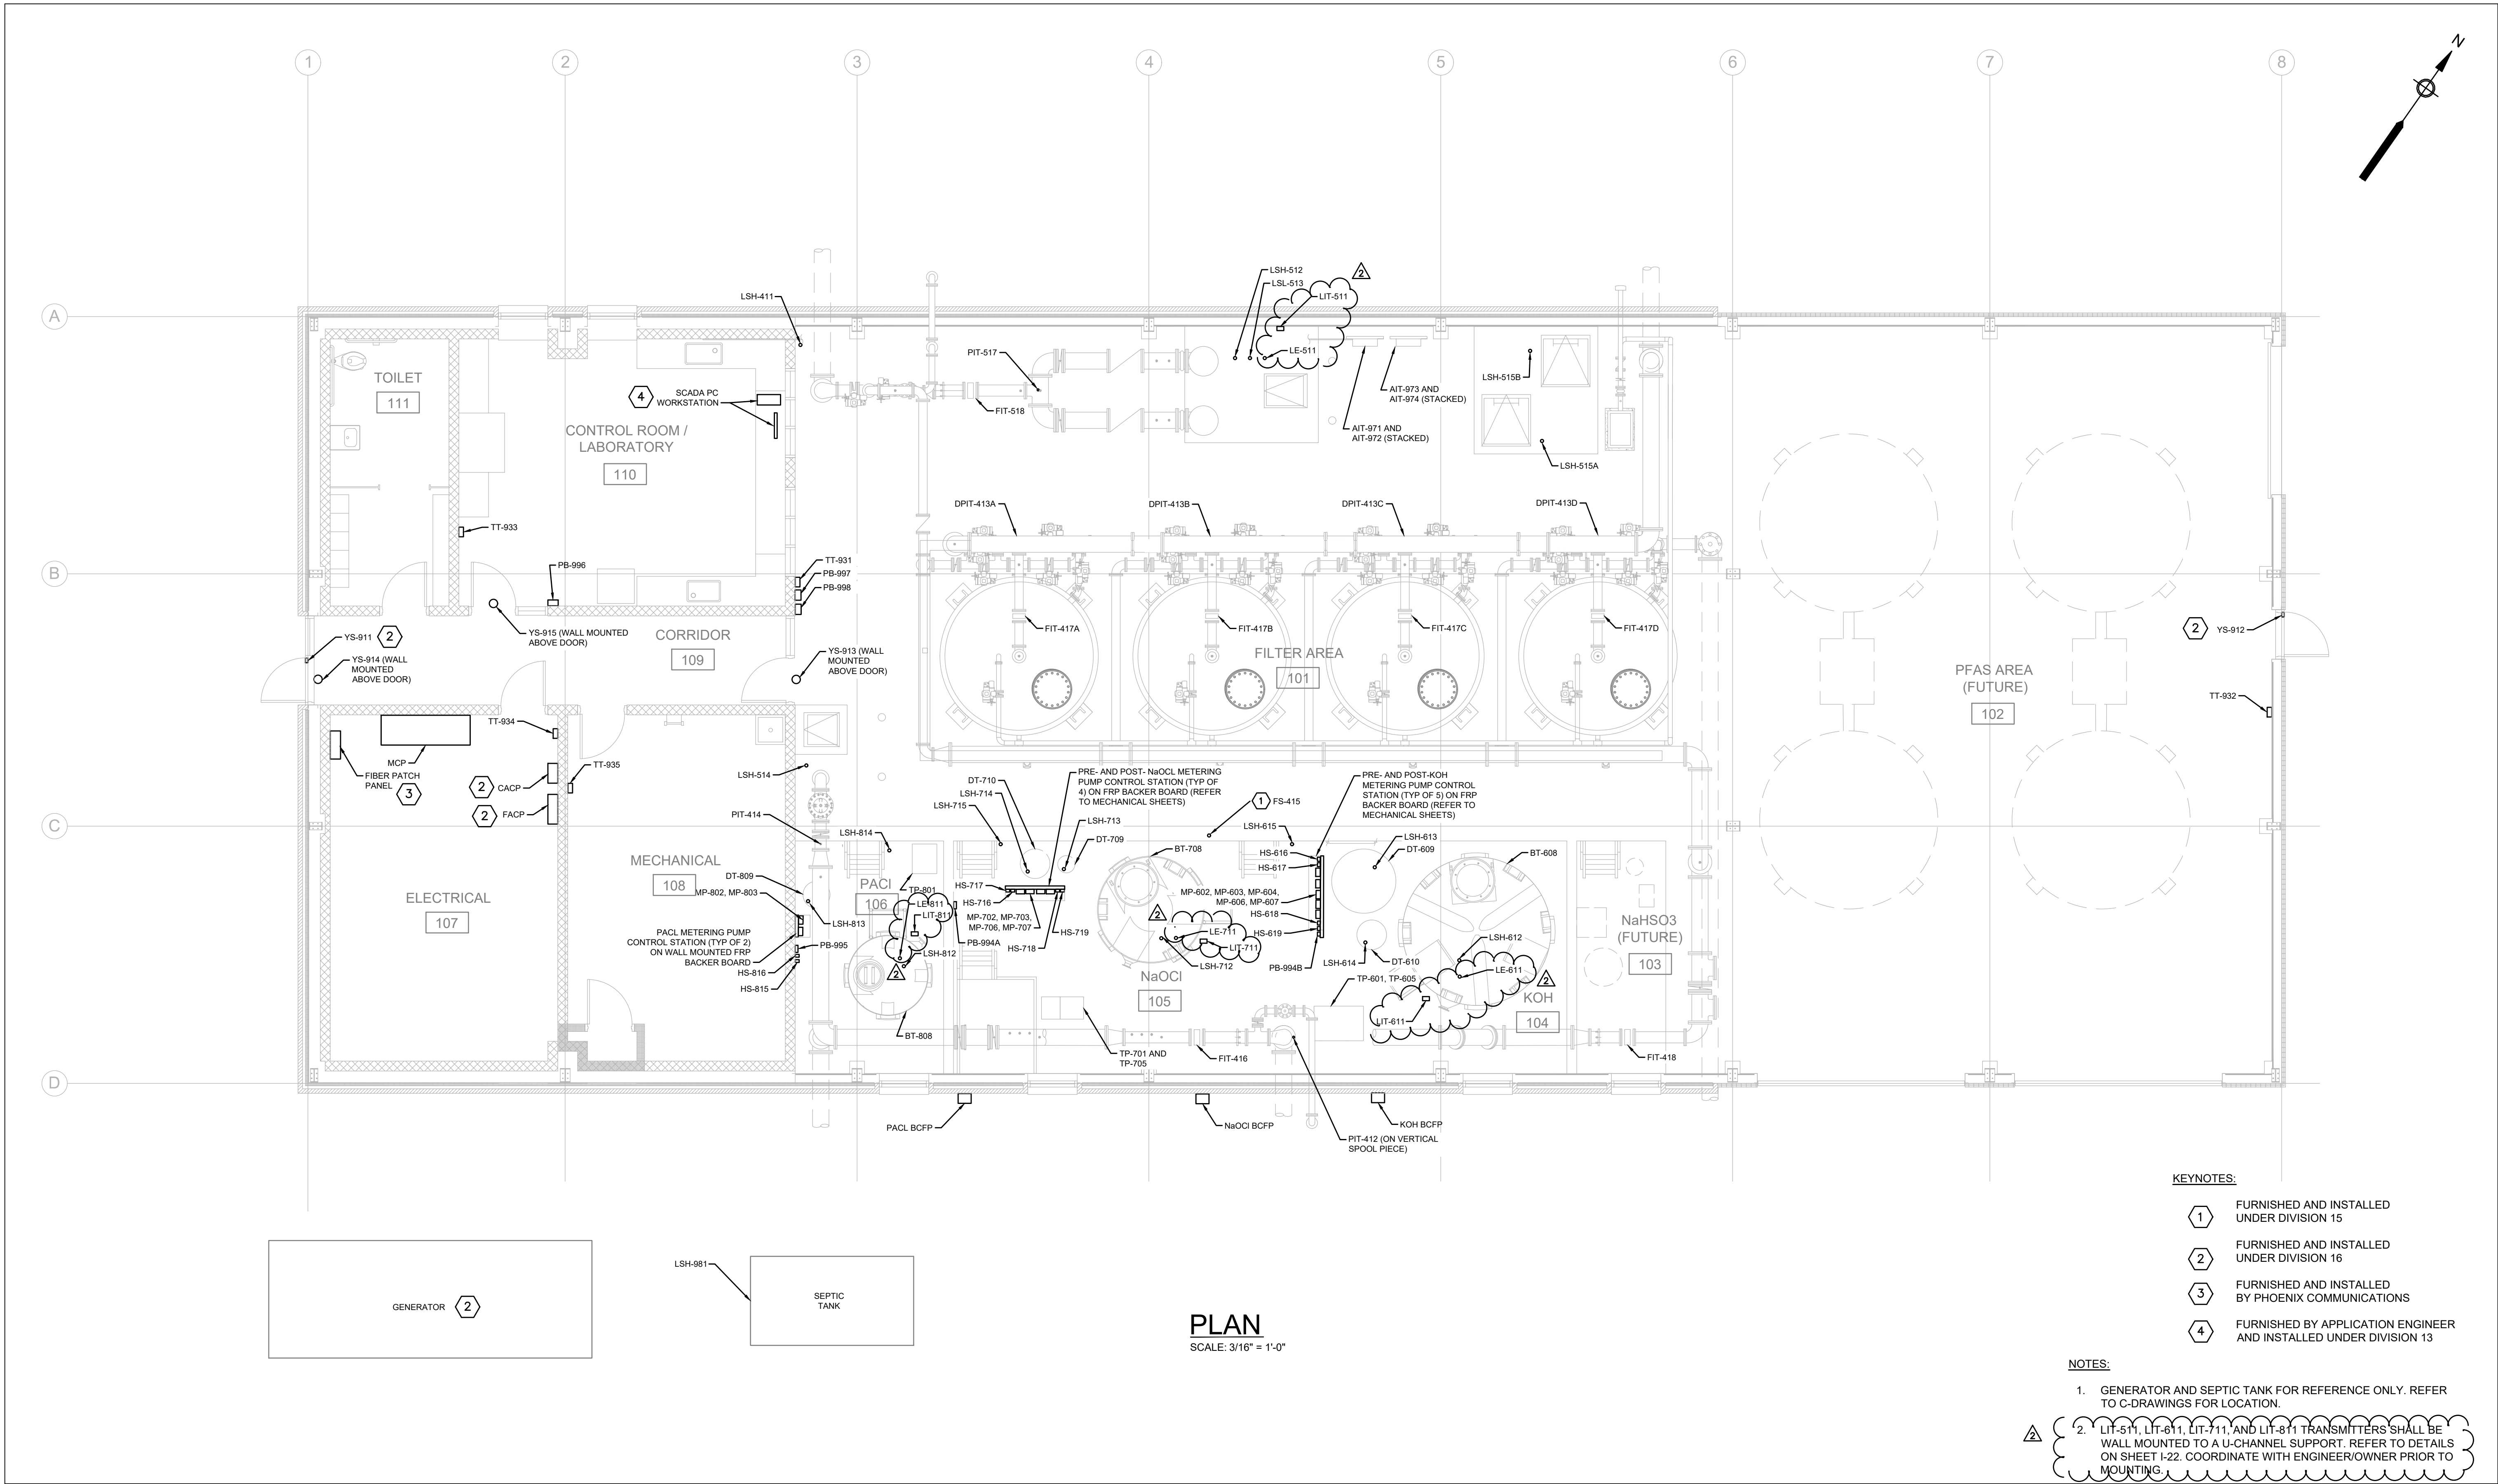 1
2
3
4
5
6
7
8
N
A
B
C
D
LSH-411
LSH-512
LSL-513
2
LIT-511
LE-511
PIT-517
FIT-518
LSH-515B
AIT-973 AND
AIT-974 (STACKED)
AIT-971 AND
AIT-972 (STACKED)
LSH-515A
TOILET
111
4
SCADA PC
WORKSTATION
CONTROL ROOM /
LABORATORY
110
TT-933
DPIT-413A
DPIT-413B
DPIT-413C
DPIT-413D
PB-996
TT-931
PB-997
PB-998
YS-911
2
YS-915 (WALL MOUNTED
ABOVE DOOR)
CORRIDOR
109
YS-914 (WALL
MOUNTED
ABOVE DOOR)
YS-913 (WALL
MOUNTED
ABOVE DOOR)
FIT-417A
FIT-417B
FIT-417C
FIT-417D
FILTER AREA
101
2
YS-912
PFAS AREA
(FUTURE)
102
TT-932
TT-934
MCP
FIBER PATCH
PANEL
3
2
CACP
2
FACP
TT-935
LSH-514
PIT-414
DT-710
LSH-714
LSH-715
PRE- AND POST- NaOCL METERING
PUMP CONTROL STATION (TYP OF
4) ON FRP BACKER BOARD (REFER
TO MECHANICAL SHEETS)
1
FS-415
PRE- AND POST-KOH
METERING PUMP CONTROL
STATION (TYP OF 5) ON FRP
BACKER BOARD (REFER TO
MECHANICAL SHEETS)
LSH-814
LSH-713
DT-709
BT-708
LSH-615
LSH-613
DT-609
BT-608
HS-616
HS-617
MECHANICAL
108
DT-809
MP-802, MP-803
PACl
106
TP-801
LE-811
LIT-811
HS-717
HS-716
MP-702, MP-703,
MP-706, MP-707
HS-718
HS-719
MP-602, MP-603, MP-604,
MP-606, MP-607
HS-618
HS-619
ELECTRICAL
107
PACL METERING PUMP
CONTROL STATION (TYP OF 2)
ON WALL MOUNTED FRP
BACKER BOARD
LSH-813
PB-995
HS-816
HS-815
LSH-812
2
PB-994A
2
LE-711
LIT-711
LSH-712
PB-994B
LSH-614
DT-610
LSH-612
LE-611
2
LIT-611
NaHSO3
(FUTURE)
103
NaOCl
105
TP-601, TP-605
KOH
104
BT-808
TP-701 AND
TP-705
FIT-416
FIT-418
PACL BCFP
NaOCl BCFP
KOH BCFP
PIT-412 (ON VERTICAL
SPOOL PIECE)
GENERATOR
2
LSH-981
SEPTIC
TANK
PLAN
SCALE: 3/16" = 1'-0"
KEYNOTES:
1 FURNISHED AND INSTALLED
UNDER DIVISION 15
2 FURNISHED AND INSTALLED
UNDER DIVISION 16
3 FURNISHED AND INSTALLED
BY PHOENIX COMMUNICATIONS
4 FURNISHED BY APPLICATION ENGINEER
AND INSTALLED UNDER DIVISION 13
NOTES:
1. GENERATOR AND SEPTIC TANK FOR REFERENCE ONLY. REFER
TO C-DRAWINGS FOR LOCATION.
2
2. LIT-511, LIT-611, LIT-711, AND LIT-811 TRANSMITTERS SHALL BE
WALL MOUNTED TO A U-CHANNEL SUPPORT. REFER TO DETAILS
ON SHEET I-22. COORDINATE WITH ENGINEER/OWNER PRIOR TO
MOUNTING.